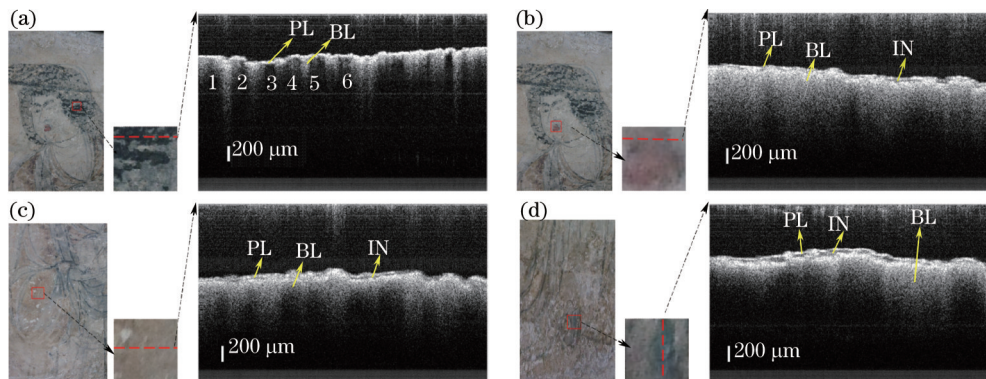 (a)
PL BL
1 2 3 4 5 6
200 μm
(b)
PL BL IN
200 μm
(c)
PL BL IN
200 μm
(d)
PL IN BL
200 μm